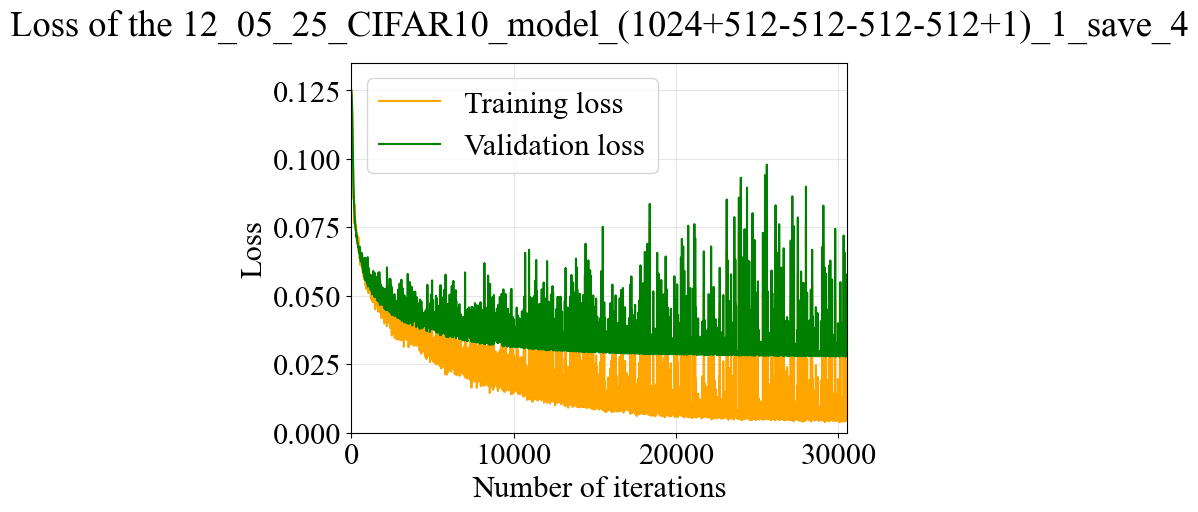 Loss of the 12_05_25_CIFAR10_model_(1024+512-512-512-512+1)_1_save_4
Training loss
Validation loss
0.125
0.100
0.075
0.050
0.025
0.000
Loss
0
10000
20000
30000
Number of iterations